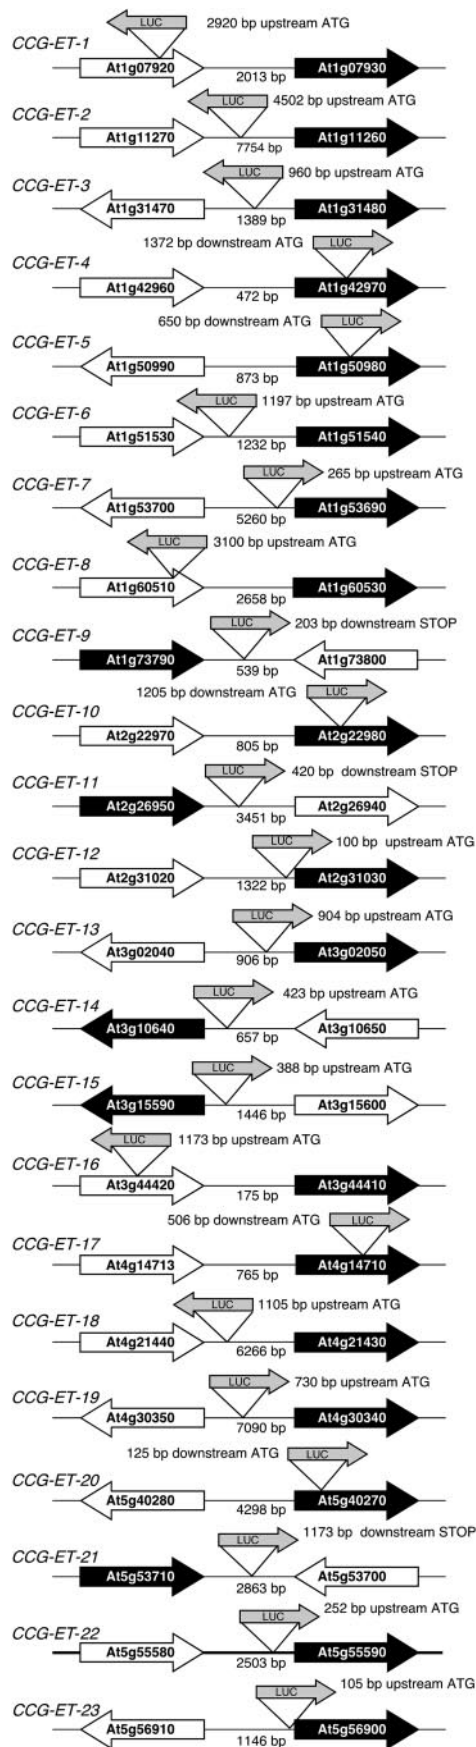 LUC 2920 bp upstream ATG
CCG-ET-1
At1g07920 2013 bp At1g07930
LUC 4502 bp upstream ATG
CCG-ET-2
At1g11270 7754 bp At1g11260
LUC 960 bp upstream ATG
CCG-ET-3
At1g31470 1389 bp At1g31480
1372 bp downstream ATG LUC
CCG-ET-4
At1g42960 472 bp At1g42970
650 bp downstream ATG LUC
CCG-ET-5
At1g50990 873 bp At1g50980
LUC 1197 bp upstream ATG
CCG-ET-6
At1g51530 1232 bp At1g51540
LUC 265 bp upstream ATG
CCG-ET-7
At1g53700 5260 bp At1g53690
LUC 3100 bp upstream ATG
CCG-ET-8
At1g60510 2658 bp At1g60530
LUC 203 bp downstream STOP
CCG-ET-9
At1g73790 539 bp At1g73800
1205 bp downstream ATG LUC
CCG-ET-10
At2g22970 805 bp At2g22980
LUC 420 bp downstream STOP
CCG-ET-11
At2g26950 3451 bp At2g26940
LUC 100 bp upstream ATG
CCG-ET-12
At2g31020 1322 bp At2g31030
LUC 904 bp upstream ATG
CCG-ET-13
At3g02040 906 bp At3g02050
LUC 423 bp upstream ATG
CCG-ET-14
At3g10640 657 bp At3g10650
LUC 388 bp upstream ATG
CCG-ET-15
At3g15590 1446 bp At3g15600
LUC 1173 bp upstream ATG
CCG-ET-16
At3g44420 175 bp At3g44410
506 bp downstream ATG LUC
CCG-ET-17
At4g14713 765 bp At4g14710
LUC 1105 bp upstream ATG
CCG-ET-18
At4g21440 6266 bp At4g21430
LUC 730 bp upstream ATG
CCG-ET-19
At4g30350 7090 bp At4g30340
125 bp downstream ATG LUC
CCG-ET-20
At5g40280 4298 bp At5g40270
LUC 1173 bp downstream STOP
CCG-ET-21
At5g53710 2863 bp At5g53700
LUC 252 bp upstream ATG
CCG-ET-22
At5g55580 2503 bp At5g55590
LUC 105 bp upstream ATG
CCG-ET-23
At5g56910 1146 bp At5g56900